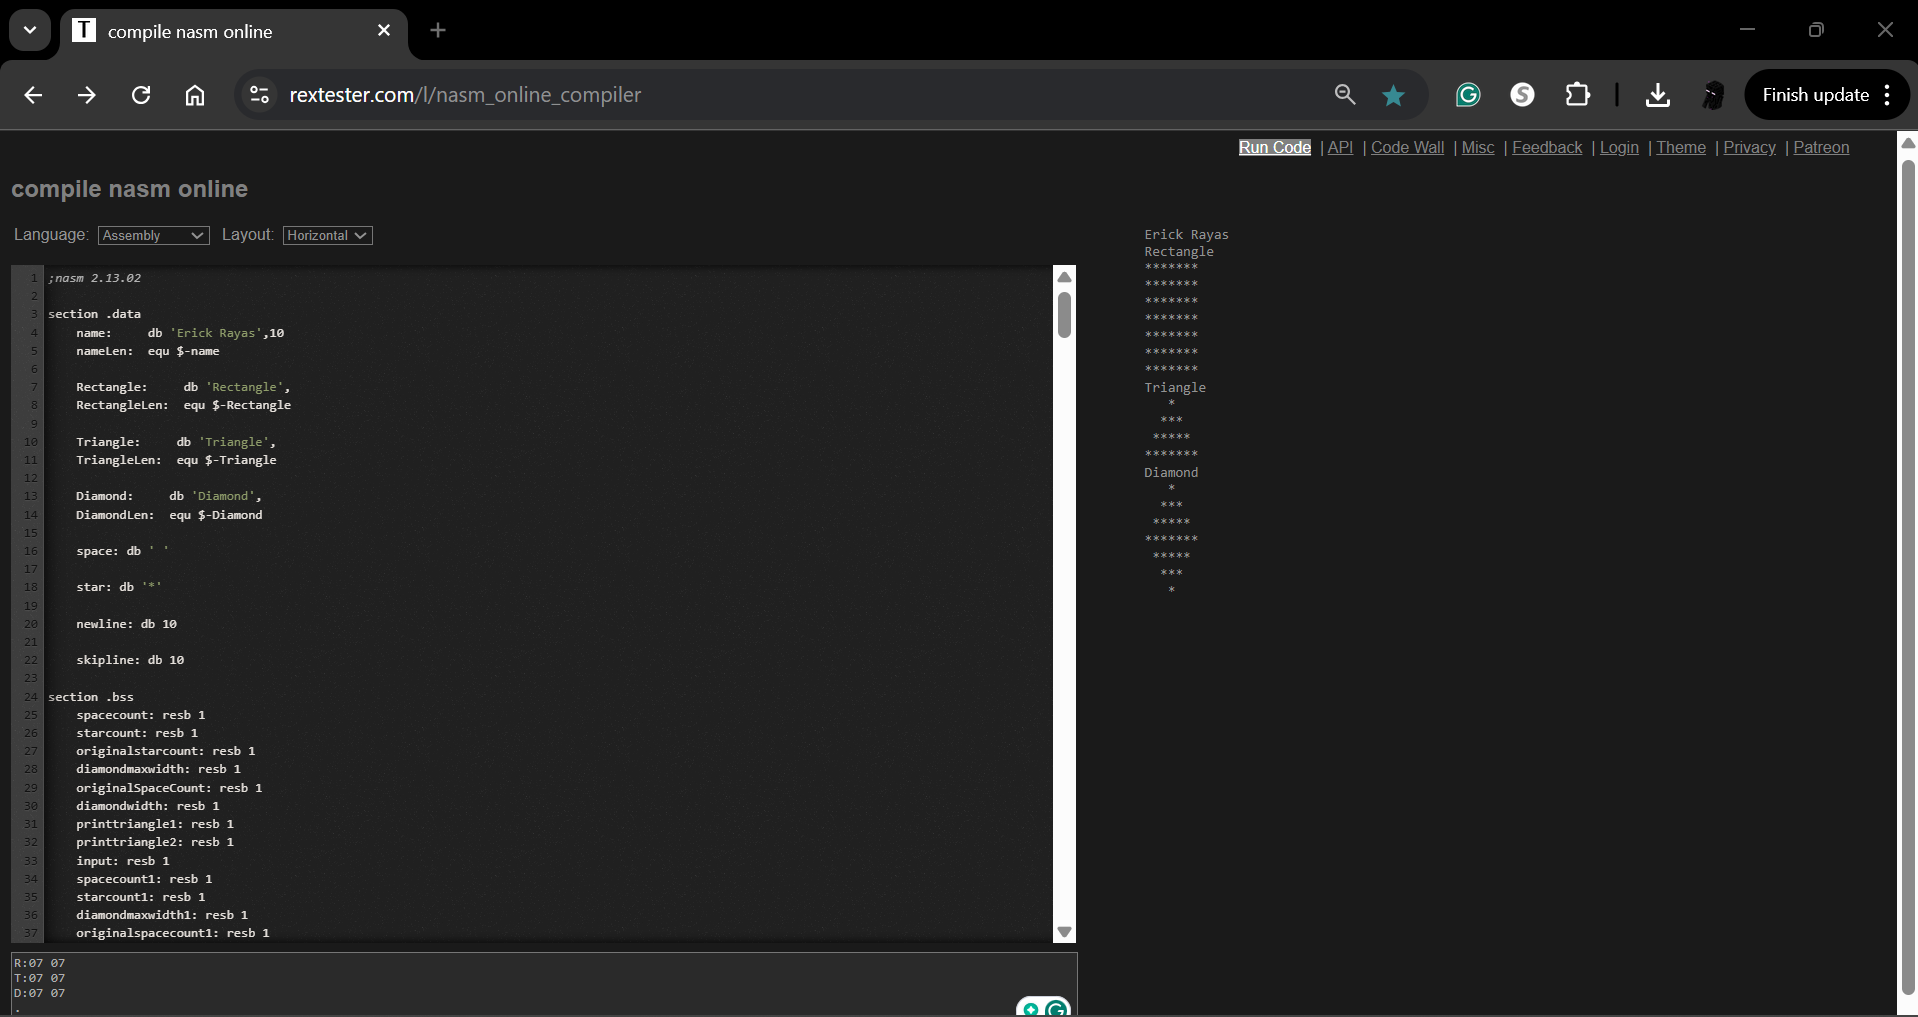 T compile nasm online
rextester.com/l/nasm_online_compiler
Finish update
Run Code | API | Code Wall | Misc | Feedback | Login | Theme | Privacy | Patreon
compile nasm online
Language: Assembly Layout: Horizontal
1 ;nasm 2.13.02
2
3 section .data
4 name: db 'Erick Rayas',10
5 nameLen: equ $-name
6
7 Rectangle: db 'Rectangle',
8 RectangleLen: equ $-Rectangle
9
10 Triangle: db 'Triangle',
11 TriangleLen: equ $-Triangle
12
13 Diamond: db 'Diamond',
14 DiamondLen: equ $-Diamond
15
16 space: db ' '
17
18 star: db '*'
19
20 newline: db 10
21
22 skipline: db 10
23
24 section .bss
25 spacecount: resb 1
26 starcount: resb 1
27 originalstarcount: resb 1
28 diamondmaxwidth: resb 1
29 originalSpaceCount: resb 1
30 diamondwidth: resb 1
31 printtriangle1: resb 1
32 printtriangle2: resb 1
33 input: resb 1
34 spacecount1: resb 1
35 starcount1: resb 1
36 diamondmaxwidth1: resb 1
37 originalspacecount1: resb 1
R:07 07
T:07 07
D:07 07
.
Erick Rayas
Rectangle
*******
*******
*******
*******
*******
*******
*******
Triangle
   *
  ***
 *****
*******
Diamond
   *
  ***
 *****
*******
 *****
  ***
   *